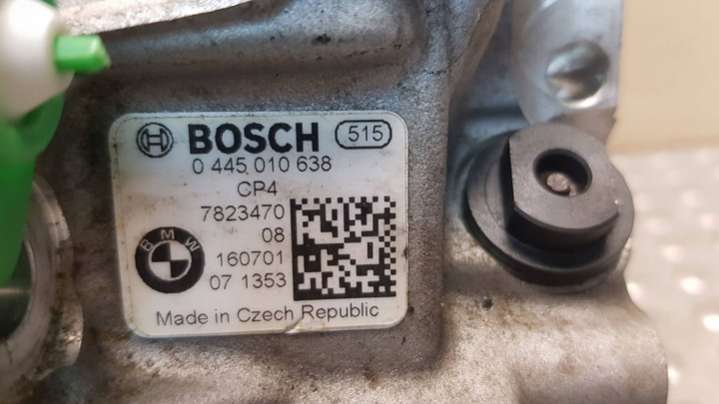 BOSCH 515
0 445 010 638
CP4
7823470
08
BMW
160701
07 1353
Made in Czech Republic